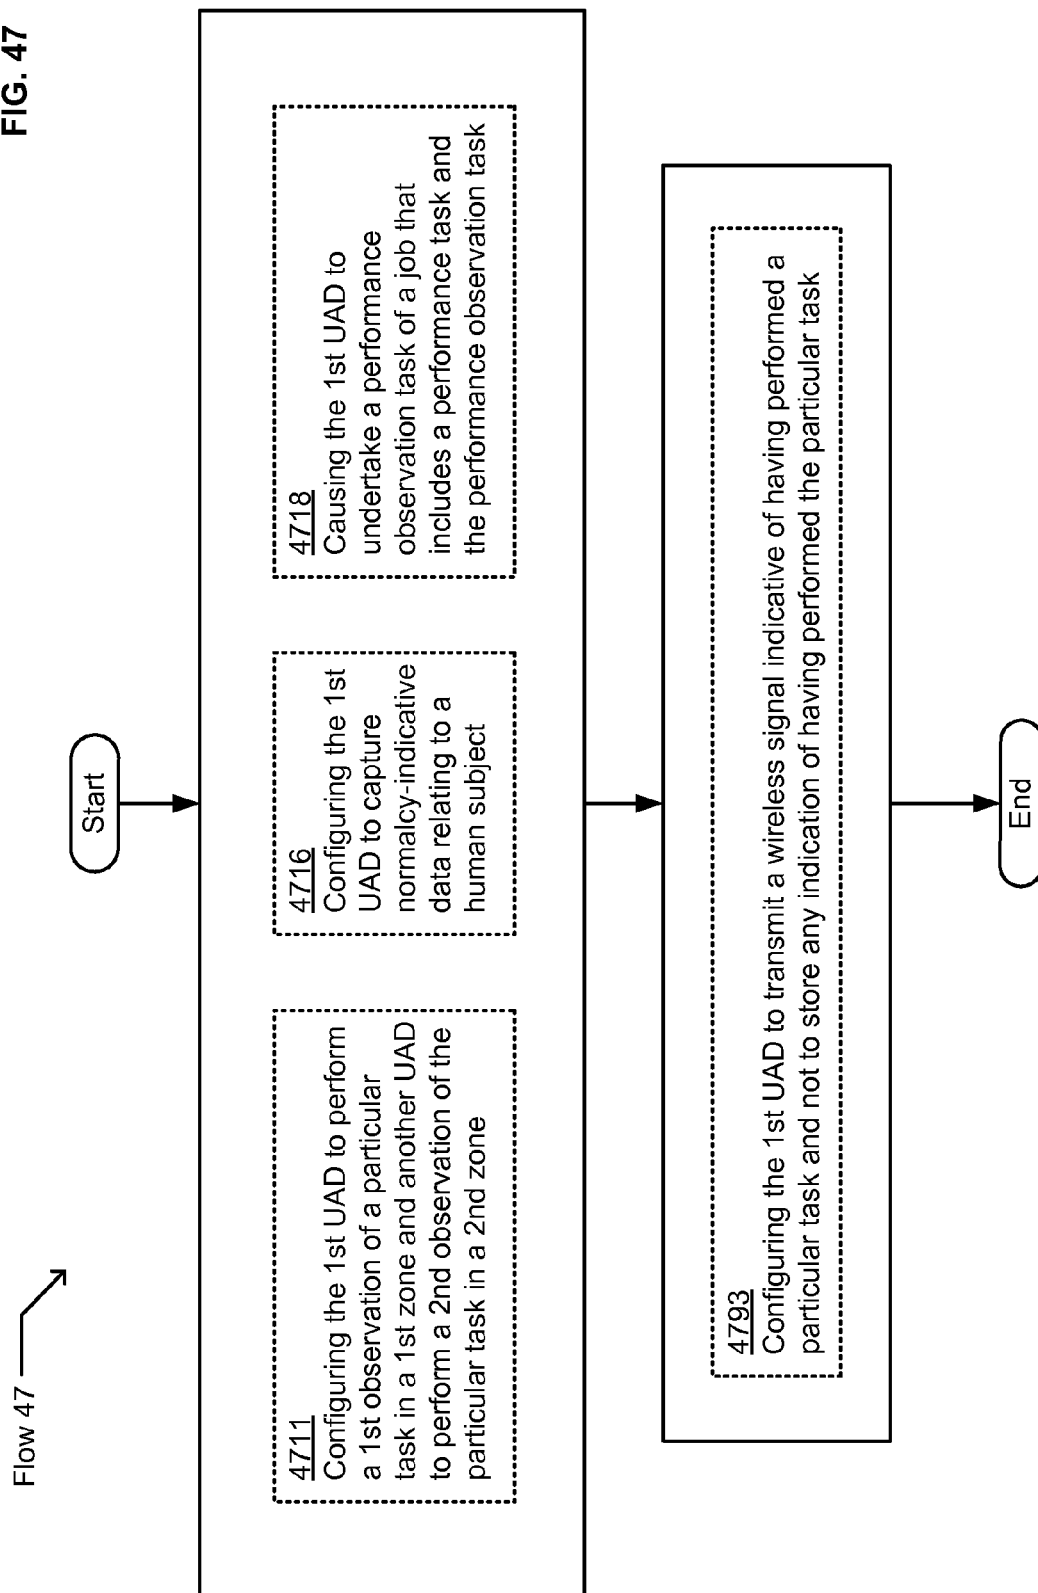 FIG. 47
Flow 47
Start
4711
Configuring the 1st UAD to perform
a 1st observation of a particular
task in a 1st zone and another UAD
to perform a 2nd observation of the
particular task in a 2nd zone
4716
Configuring the 1st
UAD to capture
normalcy-indicative
data relating to a
human subject
4718
Causing the 1st UAD to
undertake a performance
observation task of a job that
includes a performance task and
the performance observation task
4793
Configuring the 1st UAD to transmit a wireless signal indicative of having performed a
particular task and not to store any indication of having performed the particular task
End